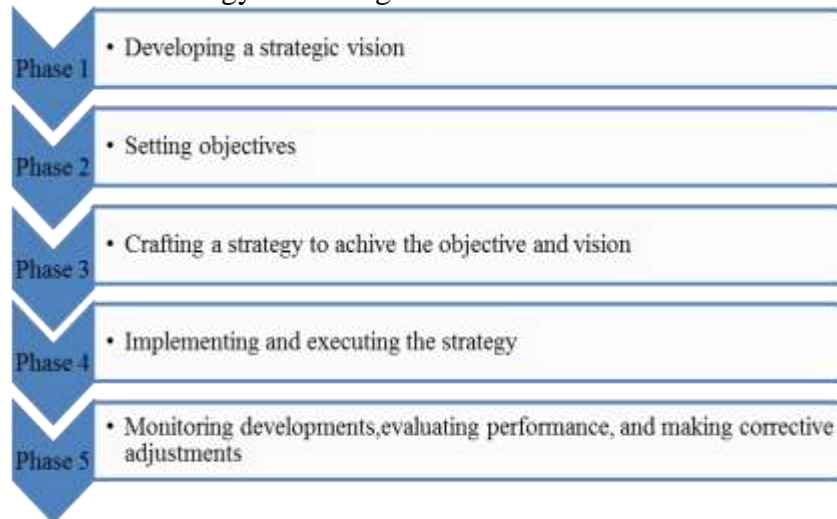 Phase 1
• Developing a strategic vision
Phase 2
• Setting objectives
Phase 3
• Crafting a strategy to achive the objective and vision
Phase 4
• Implementing and executing the strategy
Phase 5
• Monitoring developments,evaluating performance, and making corrective
adjustments